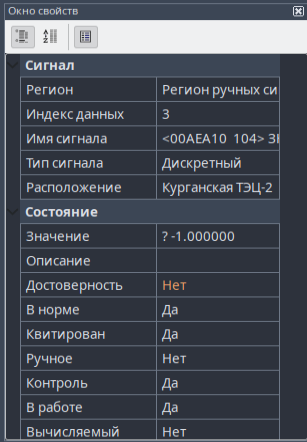 Окно свойств
Сигнал
Регион Регион ручных си
Индекс данных 3
Имя сигнала <00AEA10 104> ЗН
Тип сигнала Дискретный
Расположение Курганская ТЭЦ-2
Состояние
Значение ? -1.000000
Описание
Достоверность Нет
В норме Да
Квитирован Да
Ручное Нет
Контроль Да
В работе Да
Вычисляемый Нет